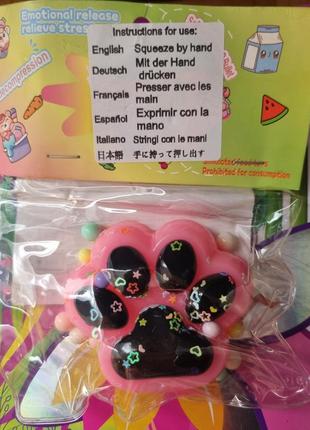 Emotional release
relieve stress
decompression
Instructions for use:
English Squeeze by hand
Deutsch Mit der Hand drücken
Français Presser avec les main
Español Exprimir con la mano
Italiano Stringi con le mani
日本語 手に持って押し出す
Prohibited for consumption